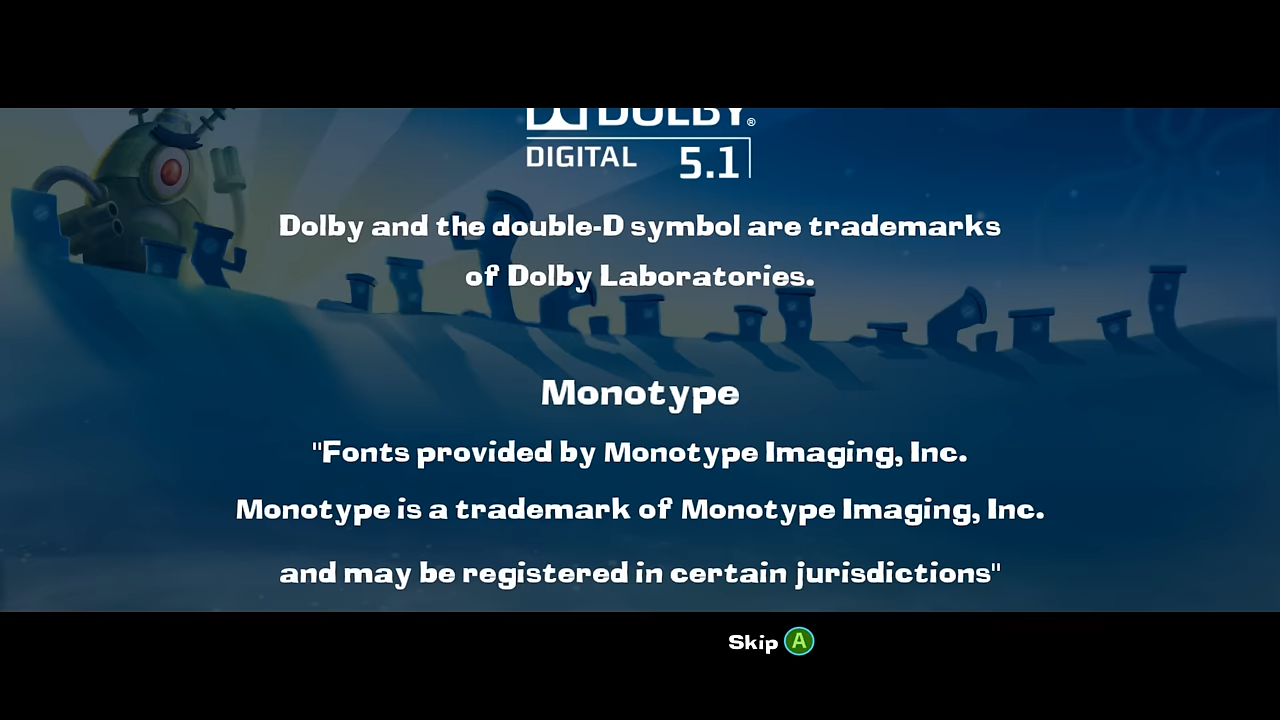 DOLBY®
DIGITAL 5.1
Dolby and the double-D symbol are trademarks
of Dolby Laboratories.
Monotype
"Fonts provided by Monotype Imaging, Inc.
Monotype is a trademark of Monotype Imaging, Inc.
and may be registered in certain jurisdictions"
Skip A